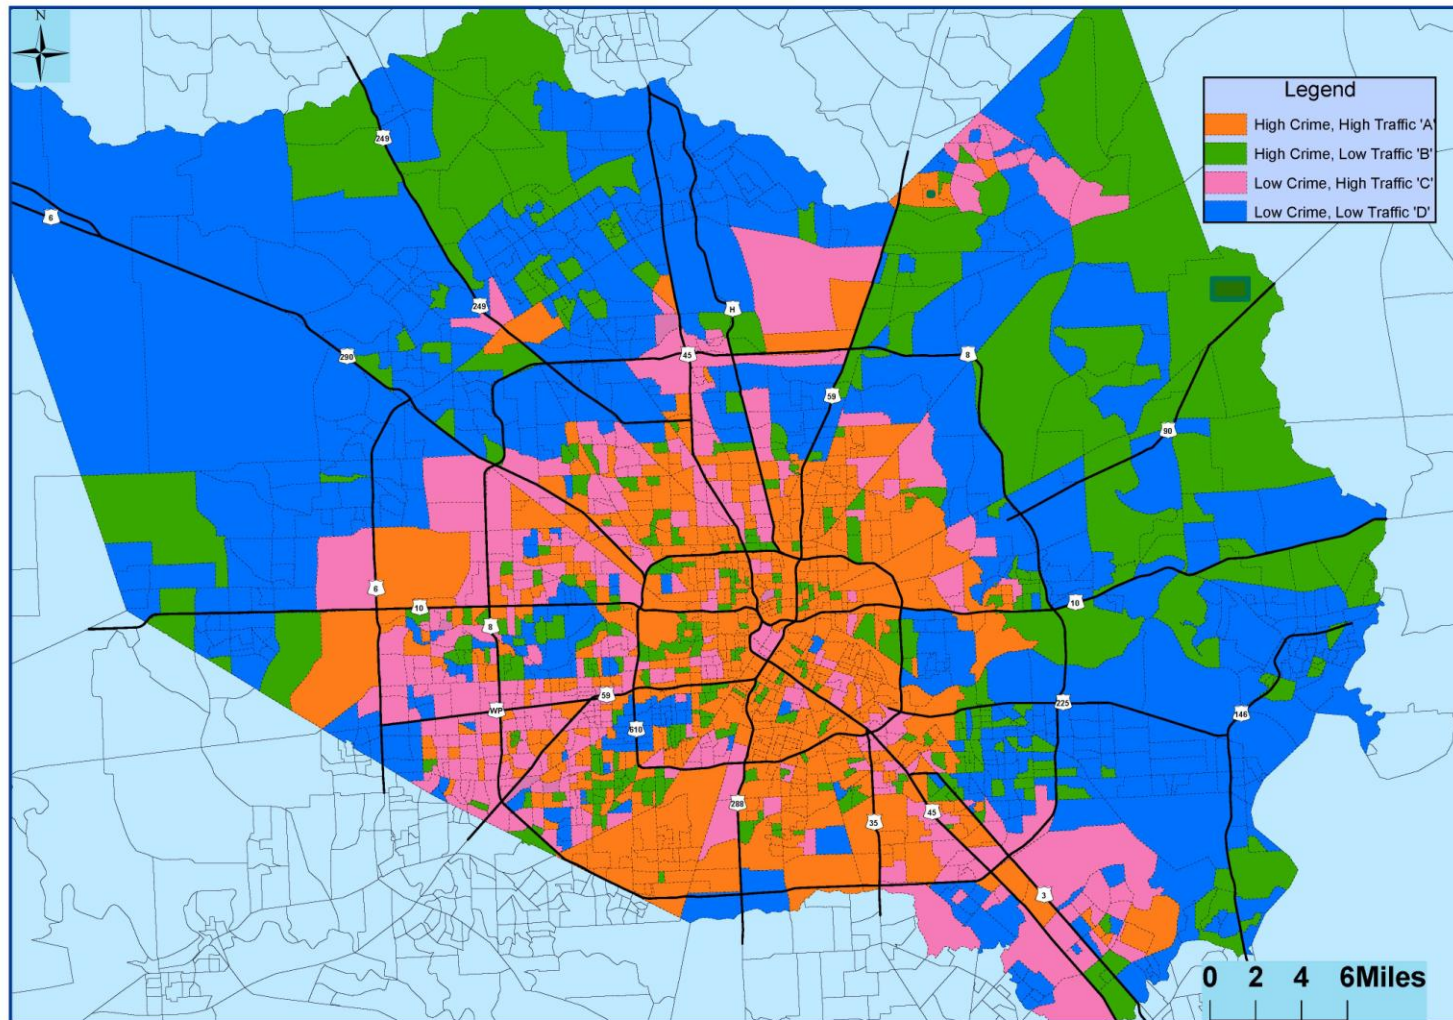 N
Legend
High Crime, High Traffic 'A'
High Crime, Low Traffic 'B'
Low Crime, High Traffic 'C'
Low Crime, Low Traffic 'D'
249
6
249
H
290
45
8
59
90
6
10
8
10
59
WP
610
225
146
288
35
45
3
0 2 4 6Miles